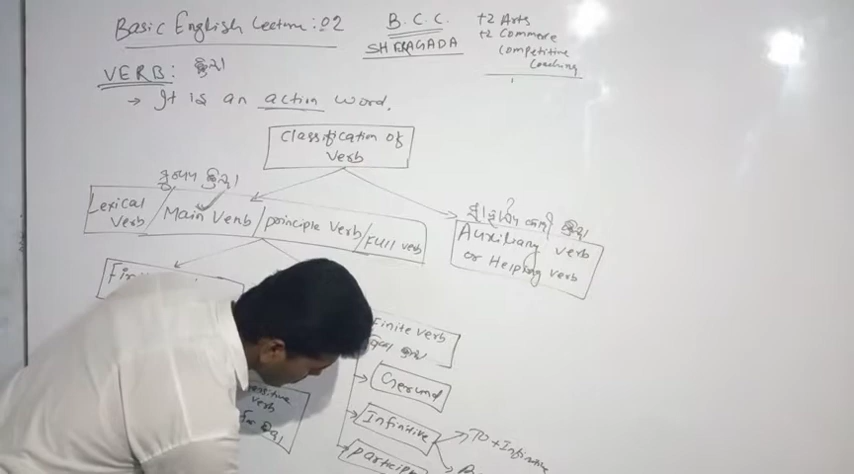 Basic English Lecture: 02
B. C. C.
SHERAGADA
+2 Arts
+2 Commerce
Competitive
Coaching
VERB: କ୍ରିୟା
→ It is an action word.
Classification of
Verb
ମୁଖ୍ୟ କ୍ରିୟା
Lexical
Verb / Main Verb / principle Verb / Full verb
ସାହାଯ୍ୟକାରୀ କ୍ରିୟା
Auxiliary verb
or Helping verb
Finite verb
Gerund
Infinitive
To + Infinitive
verb